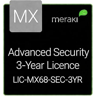 MX
meraki
Advanced Security
3-Year Licence
LIC-MX68-SEC-3YR